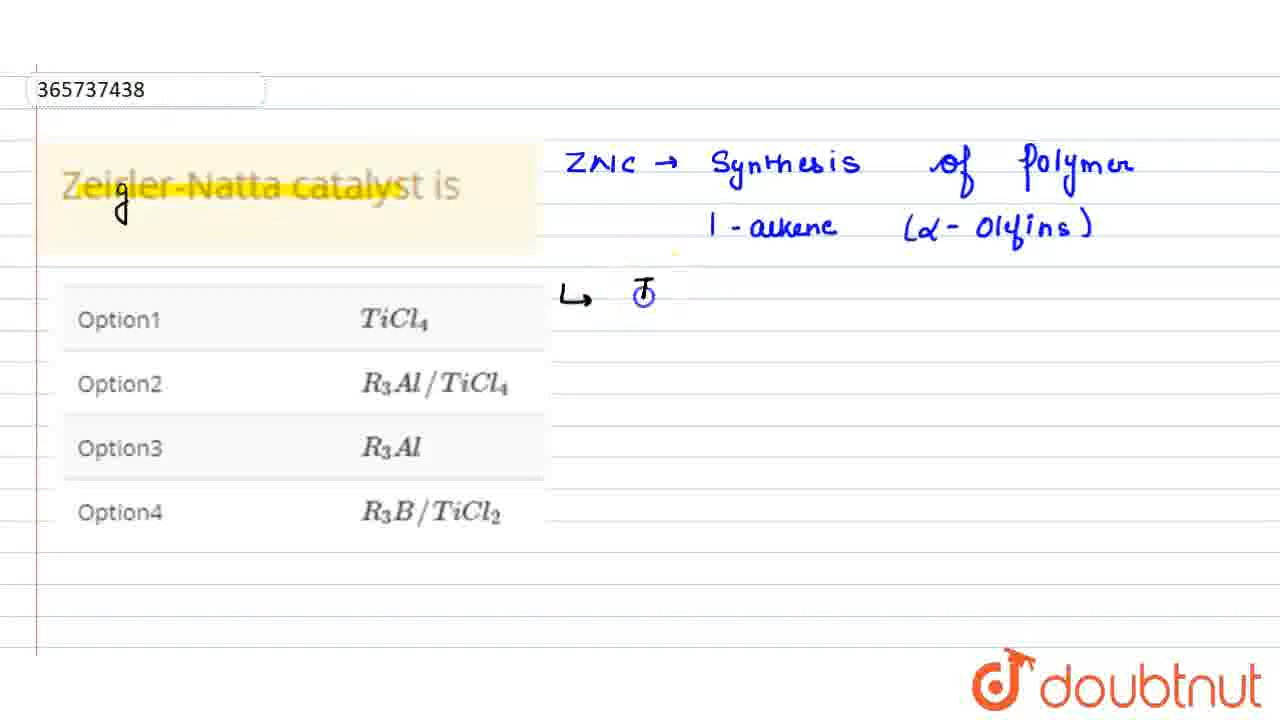 365737438
Zeigler-Natta catalyst is
g
ZNC → Synthesis of Polymer
1-alkene (α-Olifins)
↳ T
Option1 TiCl₄
Option2 R₃Al/TiCl₄
Option3 R₃Al
Option4 R₃B/TiCl₂
doubtnut